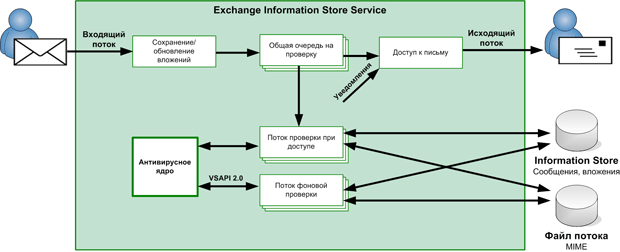 Exchange Information Store Service
Входящий
поток
Сохранение/
обновление
вложений
Общая очередь на
проверку
Доступ к письму
Исходящий
поток
Уведомления
Антивирусное
ядро
VSAPI 2.0
Поток проверки при
доступе
Поток фоновой
проверки
Information Store
Сообщения, вложения
Файл потока
MIME